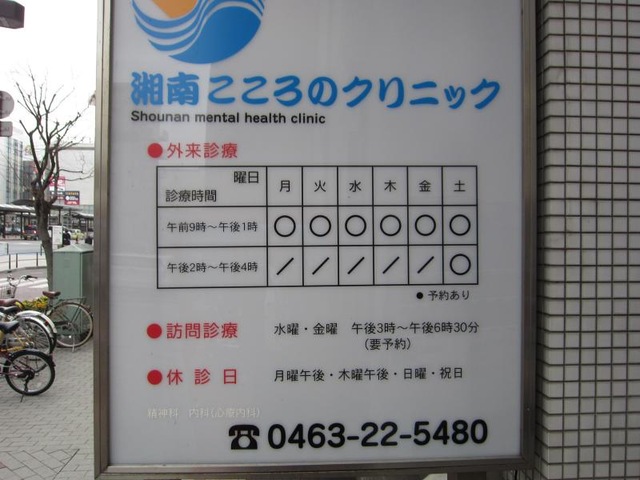 湘南こころのクリニック
Shounan mental health clinic
●外来診療
曜日 診療時間 月 火 水 木 金 土
午前9時〜午後1時 ○ ○ ○ ○ ○ ○
午後2時〜午後4時 ／ ／ ／ ／ ／ ○
● 予約あり
●訪問診療 水曜・金曜 午後3時〜午後6時30分
(要予約)
●休診日 月曜午後・木曜午後・日曜・祝日
精神科 内科(心療内科)
☎0463-22-5480